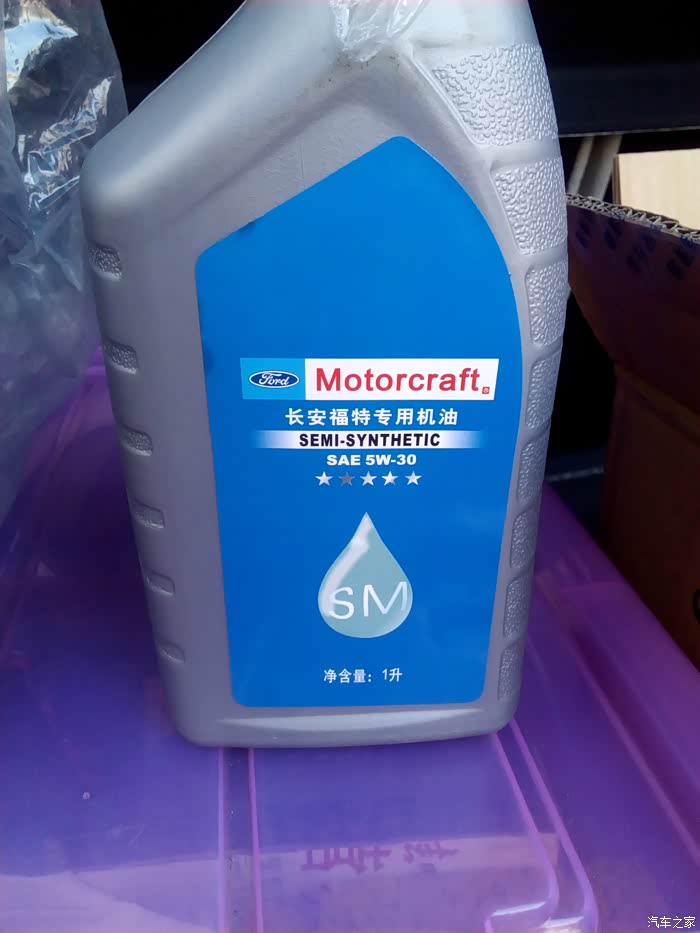 Ford Motorcraft®
长安福特专用机油
SEMI-SYNTHETIC
SAE 5W-30
SM
净含量：1升
汽车之家